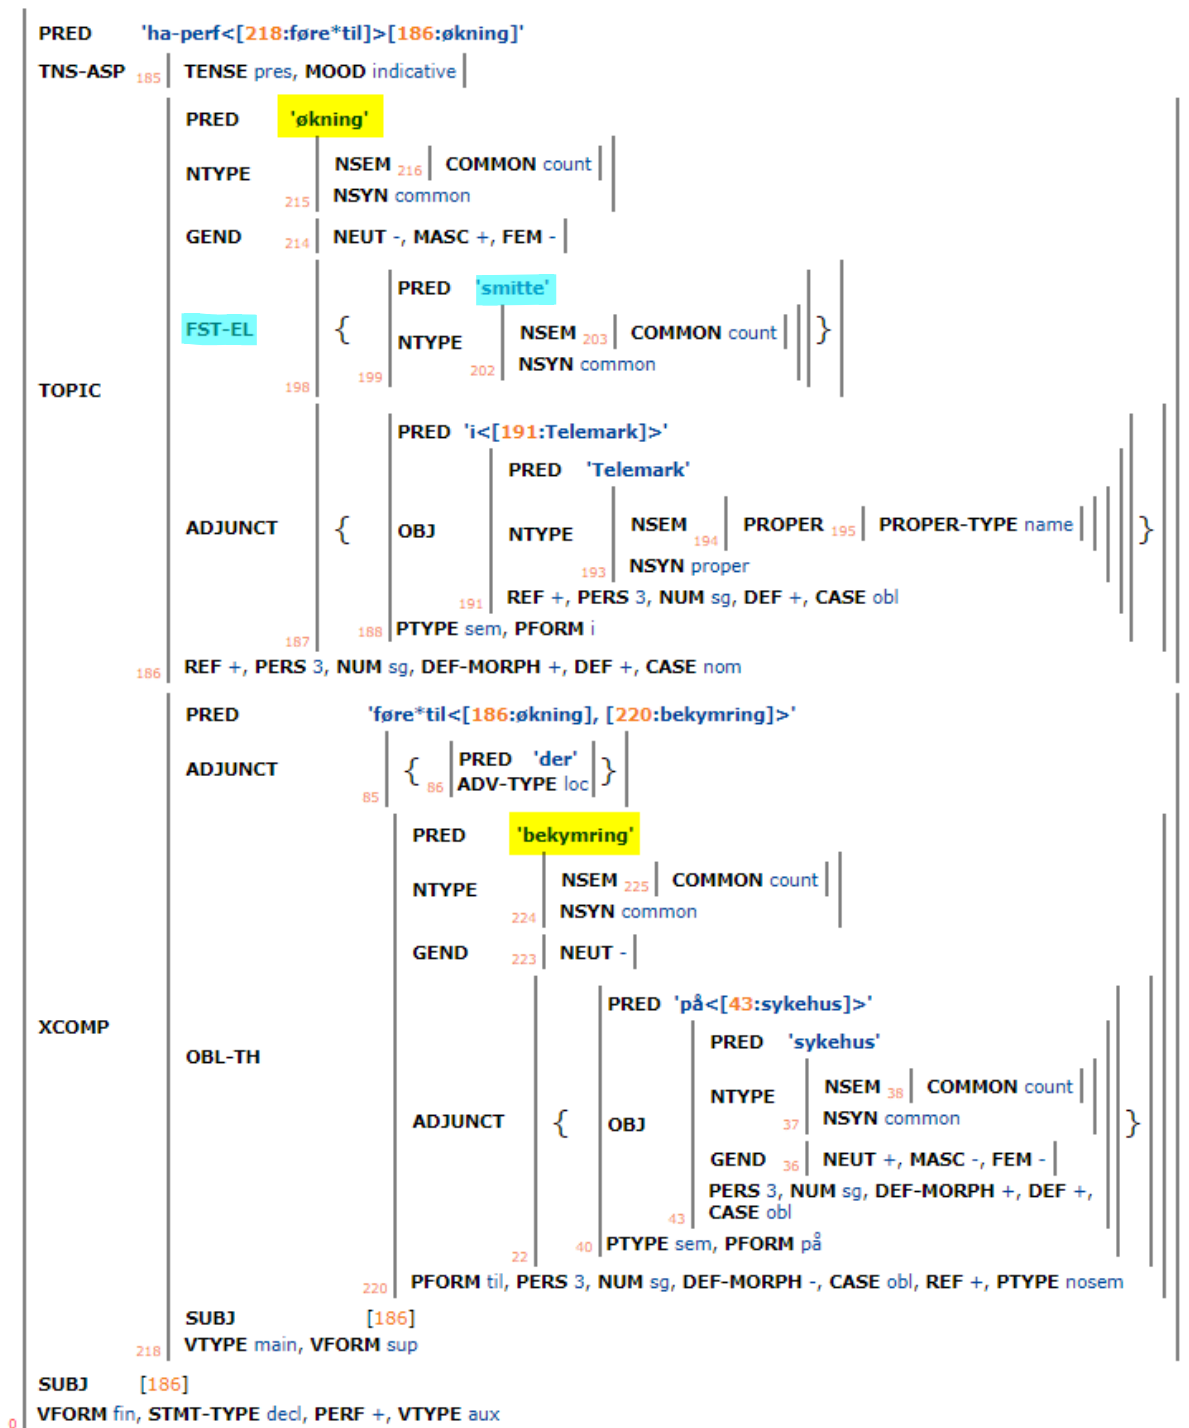 PRED 'ha-perf<[218:føre*til]>[186:økning]'
TNS-ASP 185 TENSE pres, MOOD indicative
PRED 'økning'
NTYPE 215 NSEM 216 COMMON count
NSYN common
GEND 214 NEUT -, MASC +, FEM -
FST-EL 198 { 199 PRED 'smitte'
NTYPE 202 NSEM 203 COMMON count }
NSYN common
TOPIC 186
ADJUNCT 187 { 188 PRED 'i<[191:Telemark]>'
OBJ 191 PRED 'Telemark'
NTYPE 193 NSEM 194 PROPER 195 PROPER-TYPE name }
NSYN proper
REF +, PERS 3, NUM sg, DEF +, CASE obl
PTYPE sem, PFORM i
REF +, PERS 3, NUM sg, DEF-MORPH +, DEF +, CASE nom
XCOMP 218
PRED 'føre*til<[186:økning], [220:bekymring]>'
ADJUNCT 85 { 86 PRED 'der'
ADV-TYPE loc }
OBL-TH 220
PRED 'bekymring'
NTYPE 224 NSEM 225 COMMON count
NSYN common
GEND 223 NEUT -
ADJUNCT 22 { 40 PRED 'på<[43:sykehus]>'
OBJ 43 PRED 'sykehus'
NTYPE 37 NSEM 38 COMMON count }
NSYN common
GEND 36 NEUT +, MASC -, FEM -
PERS 3, NUM sg, DEF-MORPH +, DEF +,
CASE obl
PTYPE sem, PFORM på
PFORM til, PERS 3, NUM sg, DEF-MORPH -, CASE obl, REF +, PTYPE nosem
SUBJ [186]
VTYPE main, VFORM sup
SUBJ [186]
0 VFORM fin, STMT-TYPE decl, PERF +, VTYPE aux